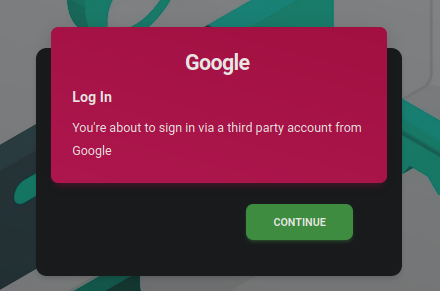 Google
Log In
You're about to sign in via a third party account from
Google
CONTINUE